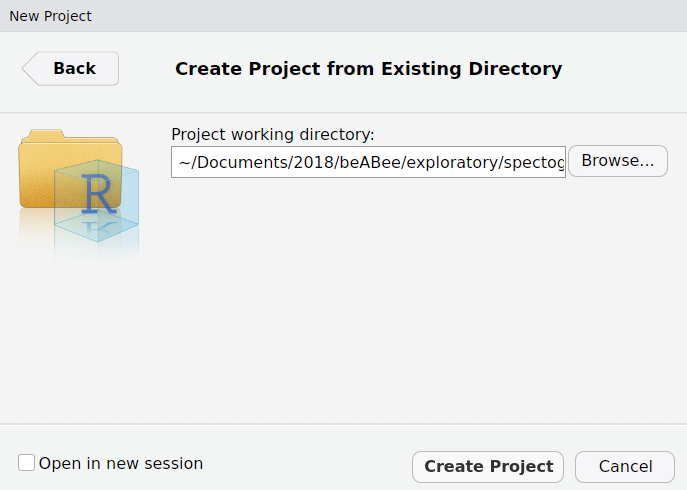 New Project
Back
Create Project from Existing Directory
Project working directory:
~/Documents/2018/beABee/exploratory/spectog
Browse...
R
Open in new session
Create Project
Cancel